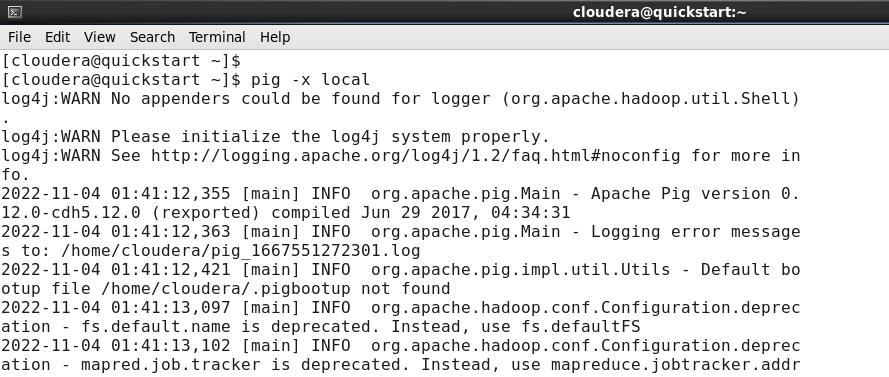 cloudera@quickstart:~
File Edit View Search Terminal Help
[cloudera@quickstart ~]$
[cloudera@quickstart ~]$ pig -x local
log4j:WARN No appenders could be found for logger (org.apache.hadoop.util.Shell)
.
log4j:WARN Please initialize the log4j system properly.
log4j:WARN See http://logging.apache.org/log4j/1.2/faq.html#noconfig for more in
fo.
2022-11-04 01:41:12,355 [main] INFO  org.apache.pig.Main - Apache Pig version 0.
12.0-cdh5.12.0 (rexported) compiled Jun 29 2017, 04:34:31
2022-11-04 01:41:12,363 [main] INFO  org.apache.pig.Main - Logging error message
s to: /home/cloudera/pig_1667551272301.log
2022-11-04 01:41:12,421 [main] INFO  org.apache.pig.impl.util.Utils - Default bo
otup file /home/cloudera/.pigbootup not found
2022-11-04 01:41:13,097 [main] INFO  org.apache.hadoop.conf.Configuration.deprec
ation - fs.default.name is deprecated. Instead, use fs.defaultFS
2022-11-04 01:41:13,102 [main] INFO  org.apache.hadoop.conf.Configuration.deprec
ation - mapred.job.tracker is deprecated. Instead, use mapreduce.jobtracker.addr